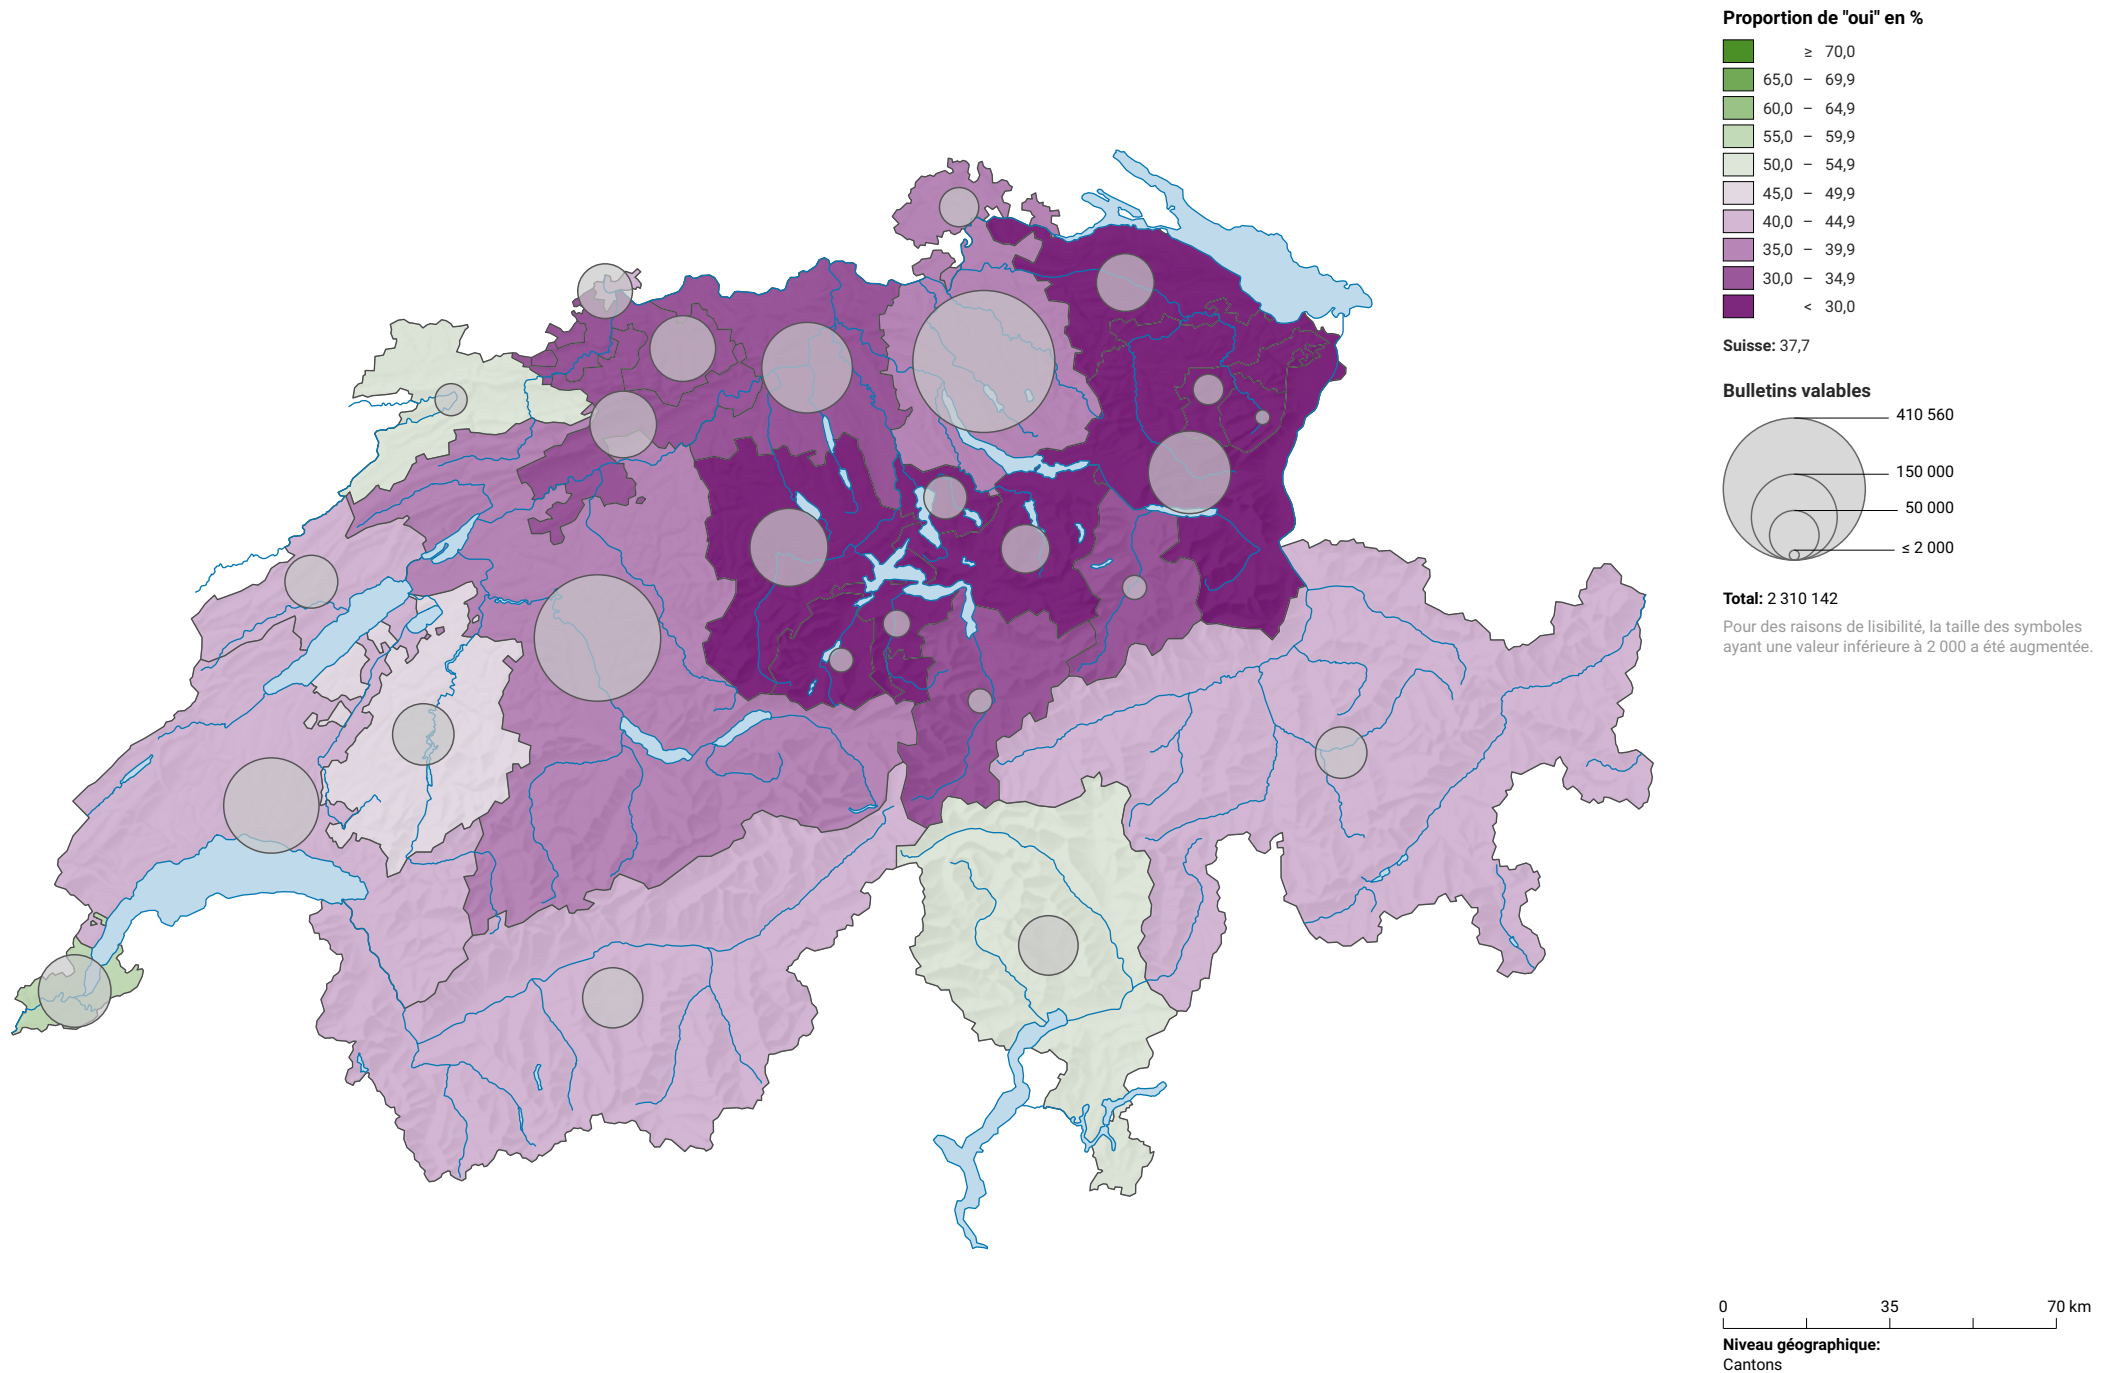 Proportion de "oui" en %
≥ 70,0
65,0 – 69,9
60,0 – 64,9
55,0 – 59,9
50,0 – 54,9
45,0 – 49,9
40,0 – 44,9
35,0 – 39,9
30,0 – 34,9
< 30,0
Suisse: 37,7
Bulletins valables
410 560
150 000
50 000
≤ 2 000
Total: 2 310 142
Pour des raisons de lisibilité, la taille des symboles
ayant une valeur inférieure à 2 000 a été augmentée.
0 35 70 km
Niveau géographique:
Cantons